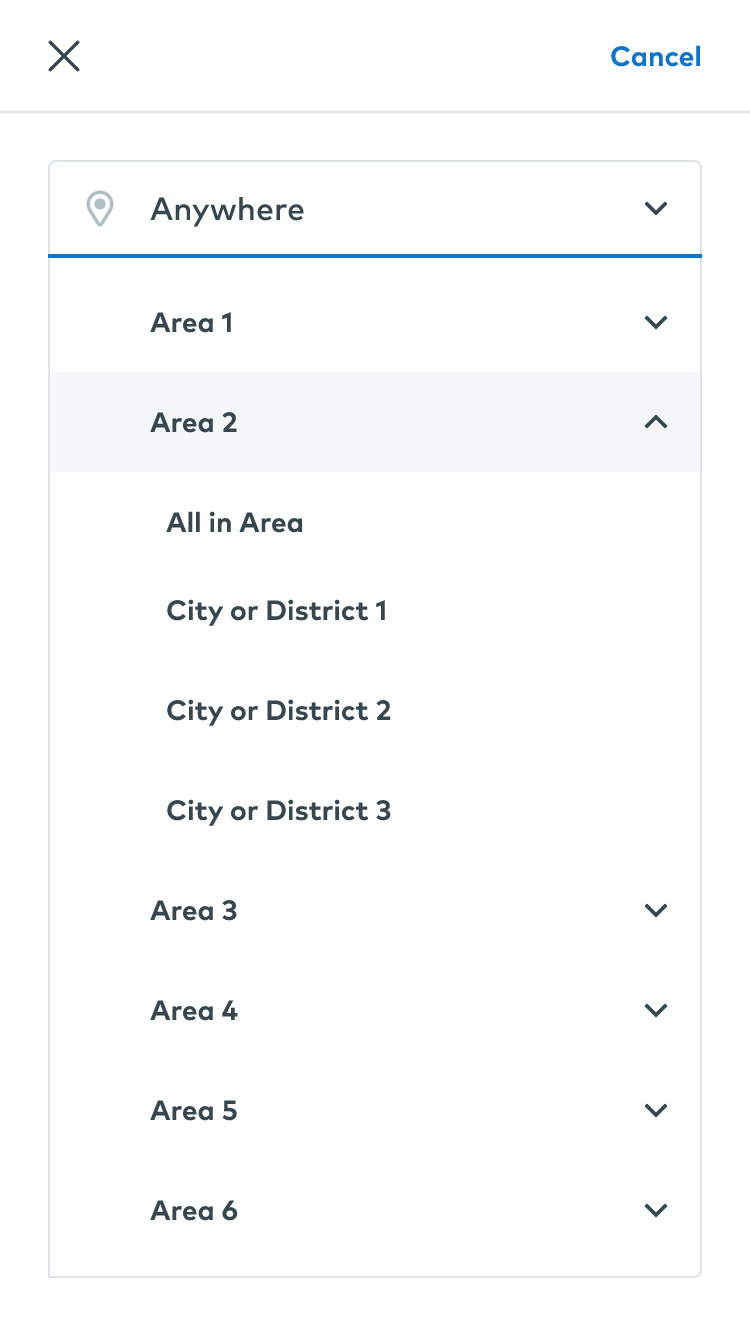 Cancel
Anywhere
Area 1
Area 2
All in Area
City or District 1
City or District 2
City or District 3
Area 3
Area 4
Area 5
Area 6